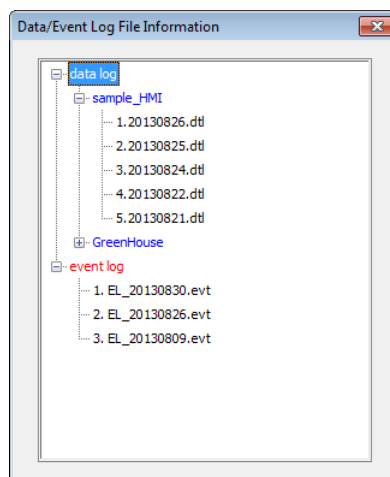 Data/Event Log File Information
data log
sample_HMI
1.20130826.dtl
2.20130825.dtl
3.20130824.dtl
4.20130822.dtl
5.20130821.dtl
GreenHouse
event log
1. EL_20130830.evt
2. EL_20130826.evt
3. EL_20130809.evt